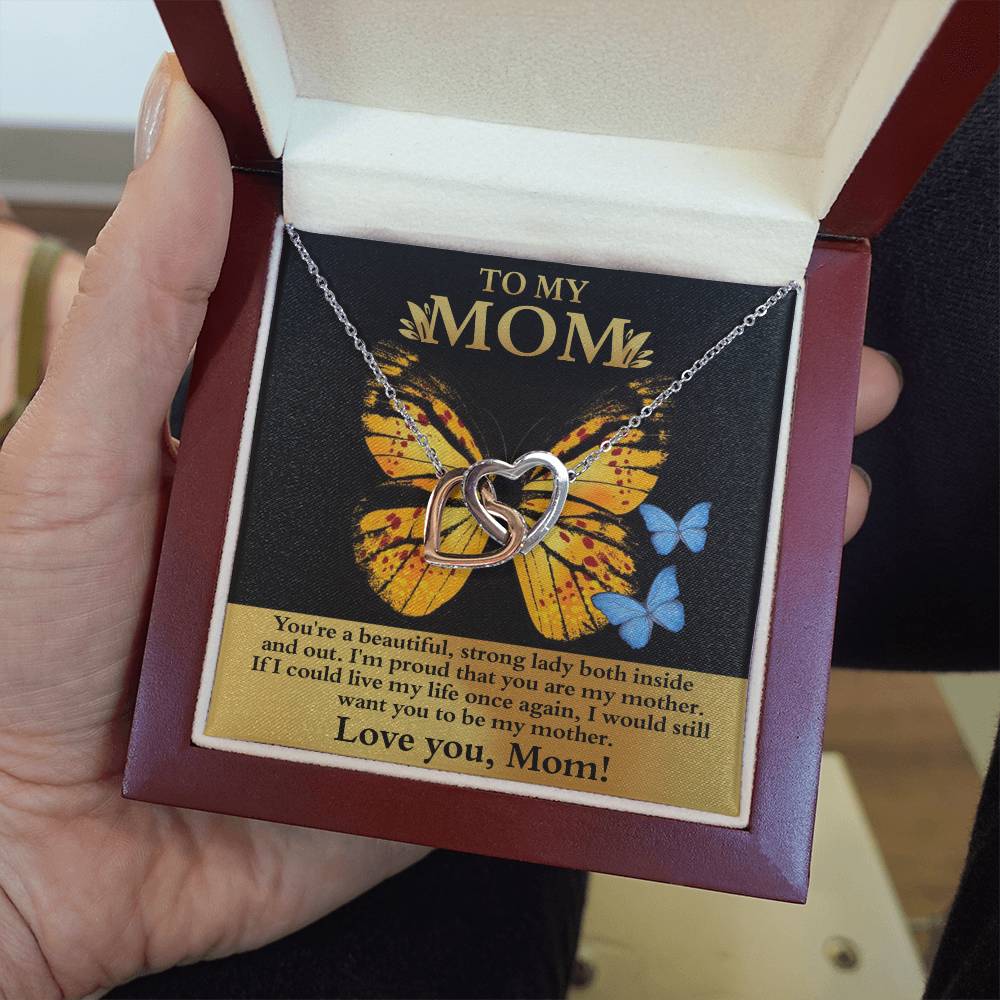 TO MY
MOM
You're a beautiful, strong lady both inside
and out. I'm proud that you are my mother.
If I could live my life once again, I would still
want you to be my mother.
Love you, Mom!